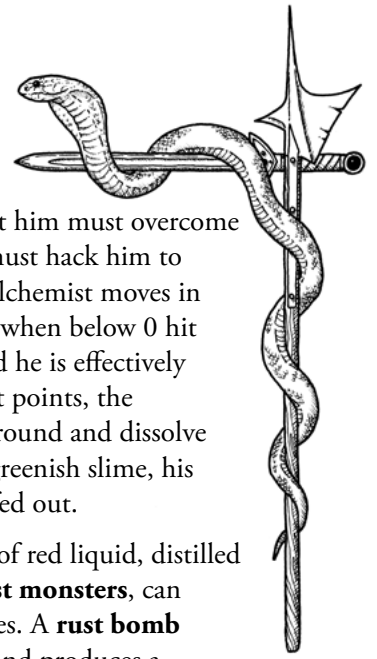 t him must overcome
must hack him to
lchemist moves in
when below 0 hit
d he is effectively
t points, the
round and dissolve
reenish slime, his
ed out.
of red liquid, distilled
st monsters, can
es. A rust bomb
nd produces a